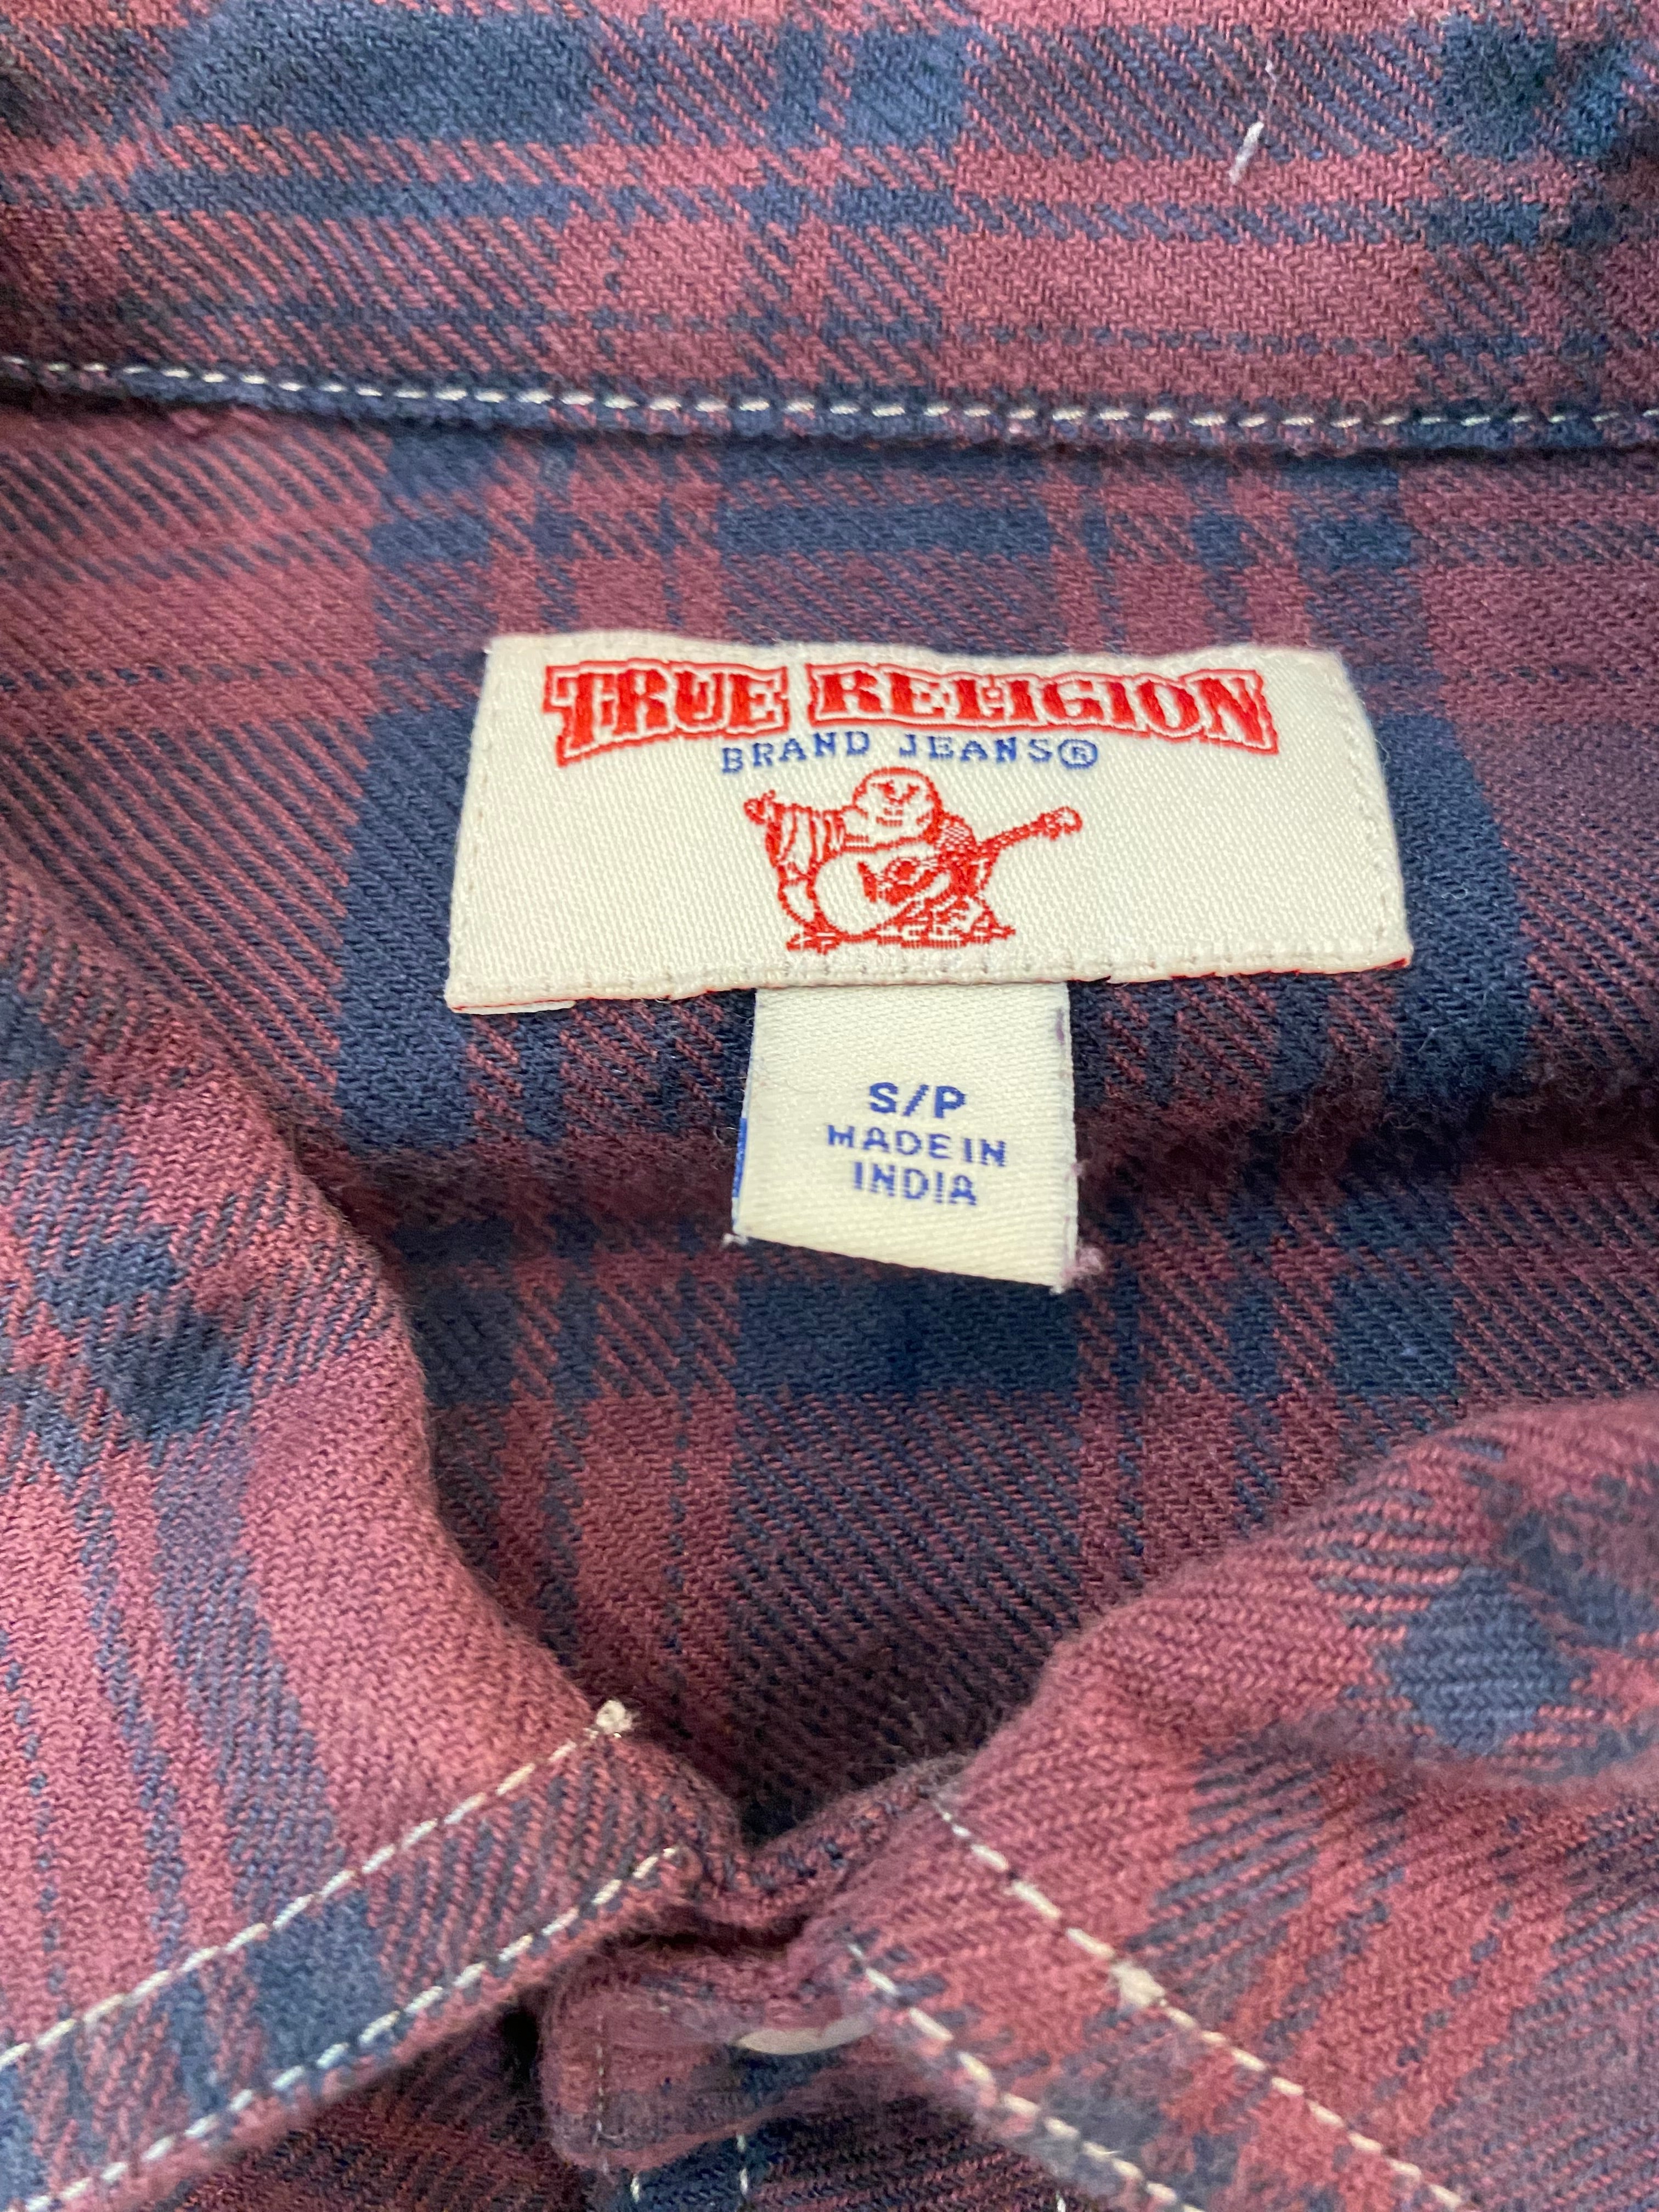 TRUE RELIGION
BRAND JEANS®
S/P
MADE IN
INDIA